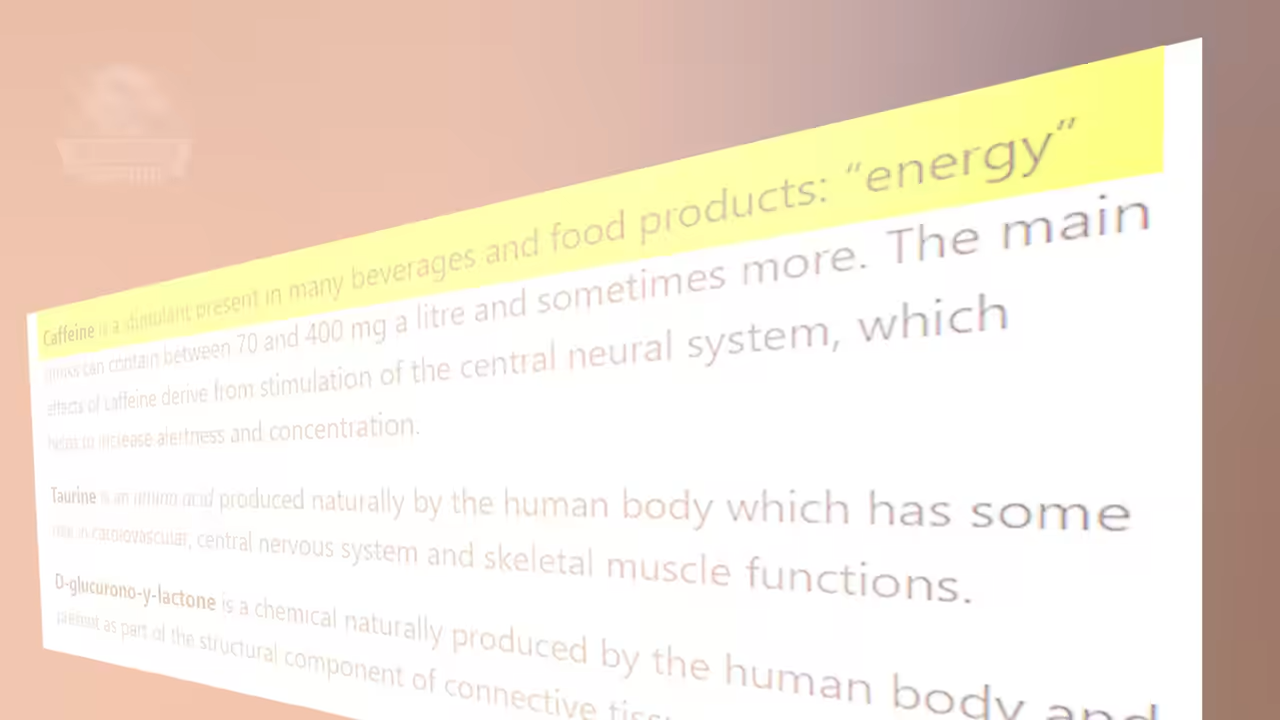 Caffeine is a stimulant present in many beverages and food products: “energy”
drinks can contain between 70 and 400 mg a litre and sometimes more. The main
effects of caffeine derive from stimulation of the central neural system, which
helps to increase alertness and concentration.
Taurine is an amino acid produced naturally by the human body which has some
role in cardiovascular, central nervous system and skeletal muscle functions.
D-glucurono-y-lactone is a chemical naturally produced by the human body and
present as part of the structural component of connective